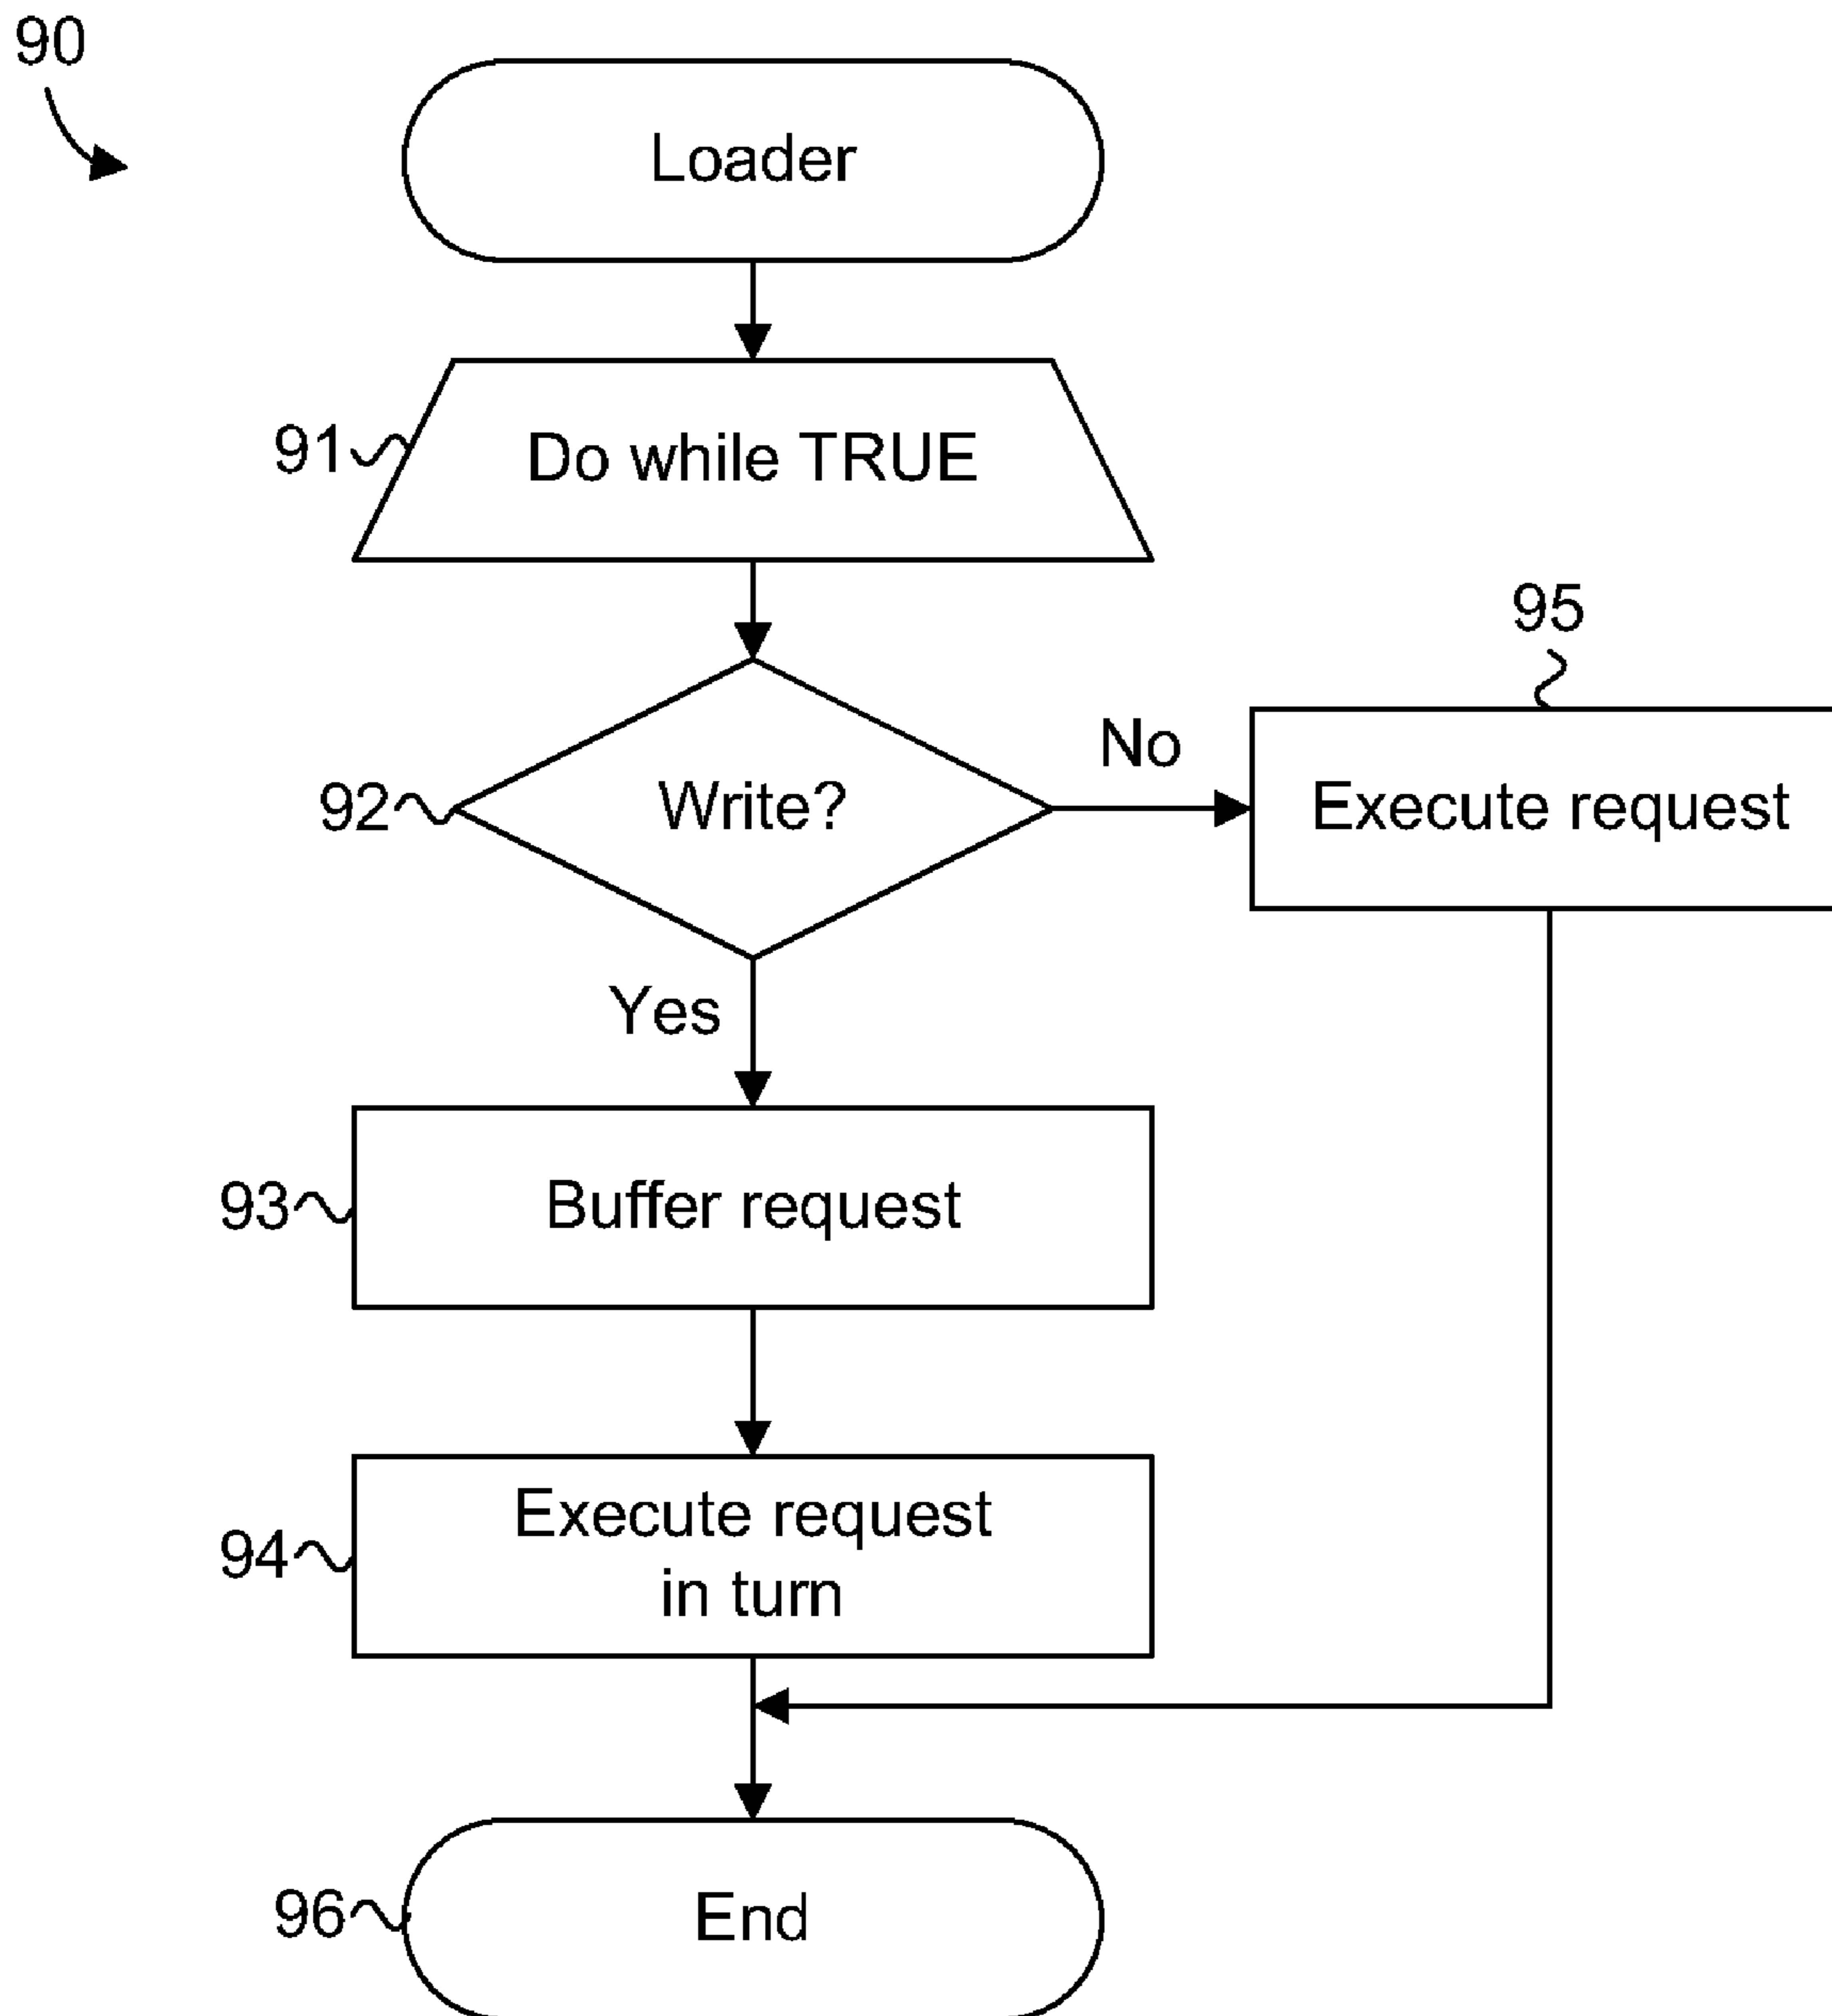 90
Loader
91
Do while TRUE
95
No
92
Write?
Execute request
Yes
93
Buffer request
Execute request
94
in turn
96
End